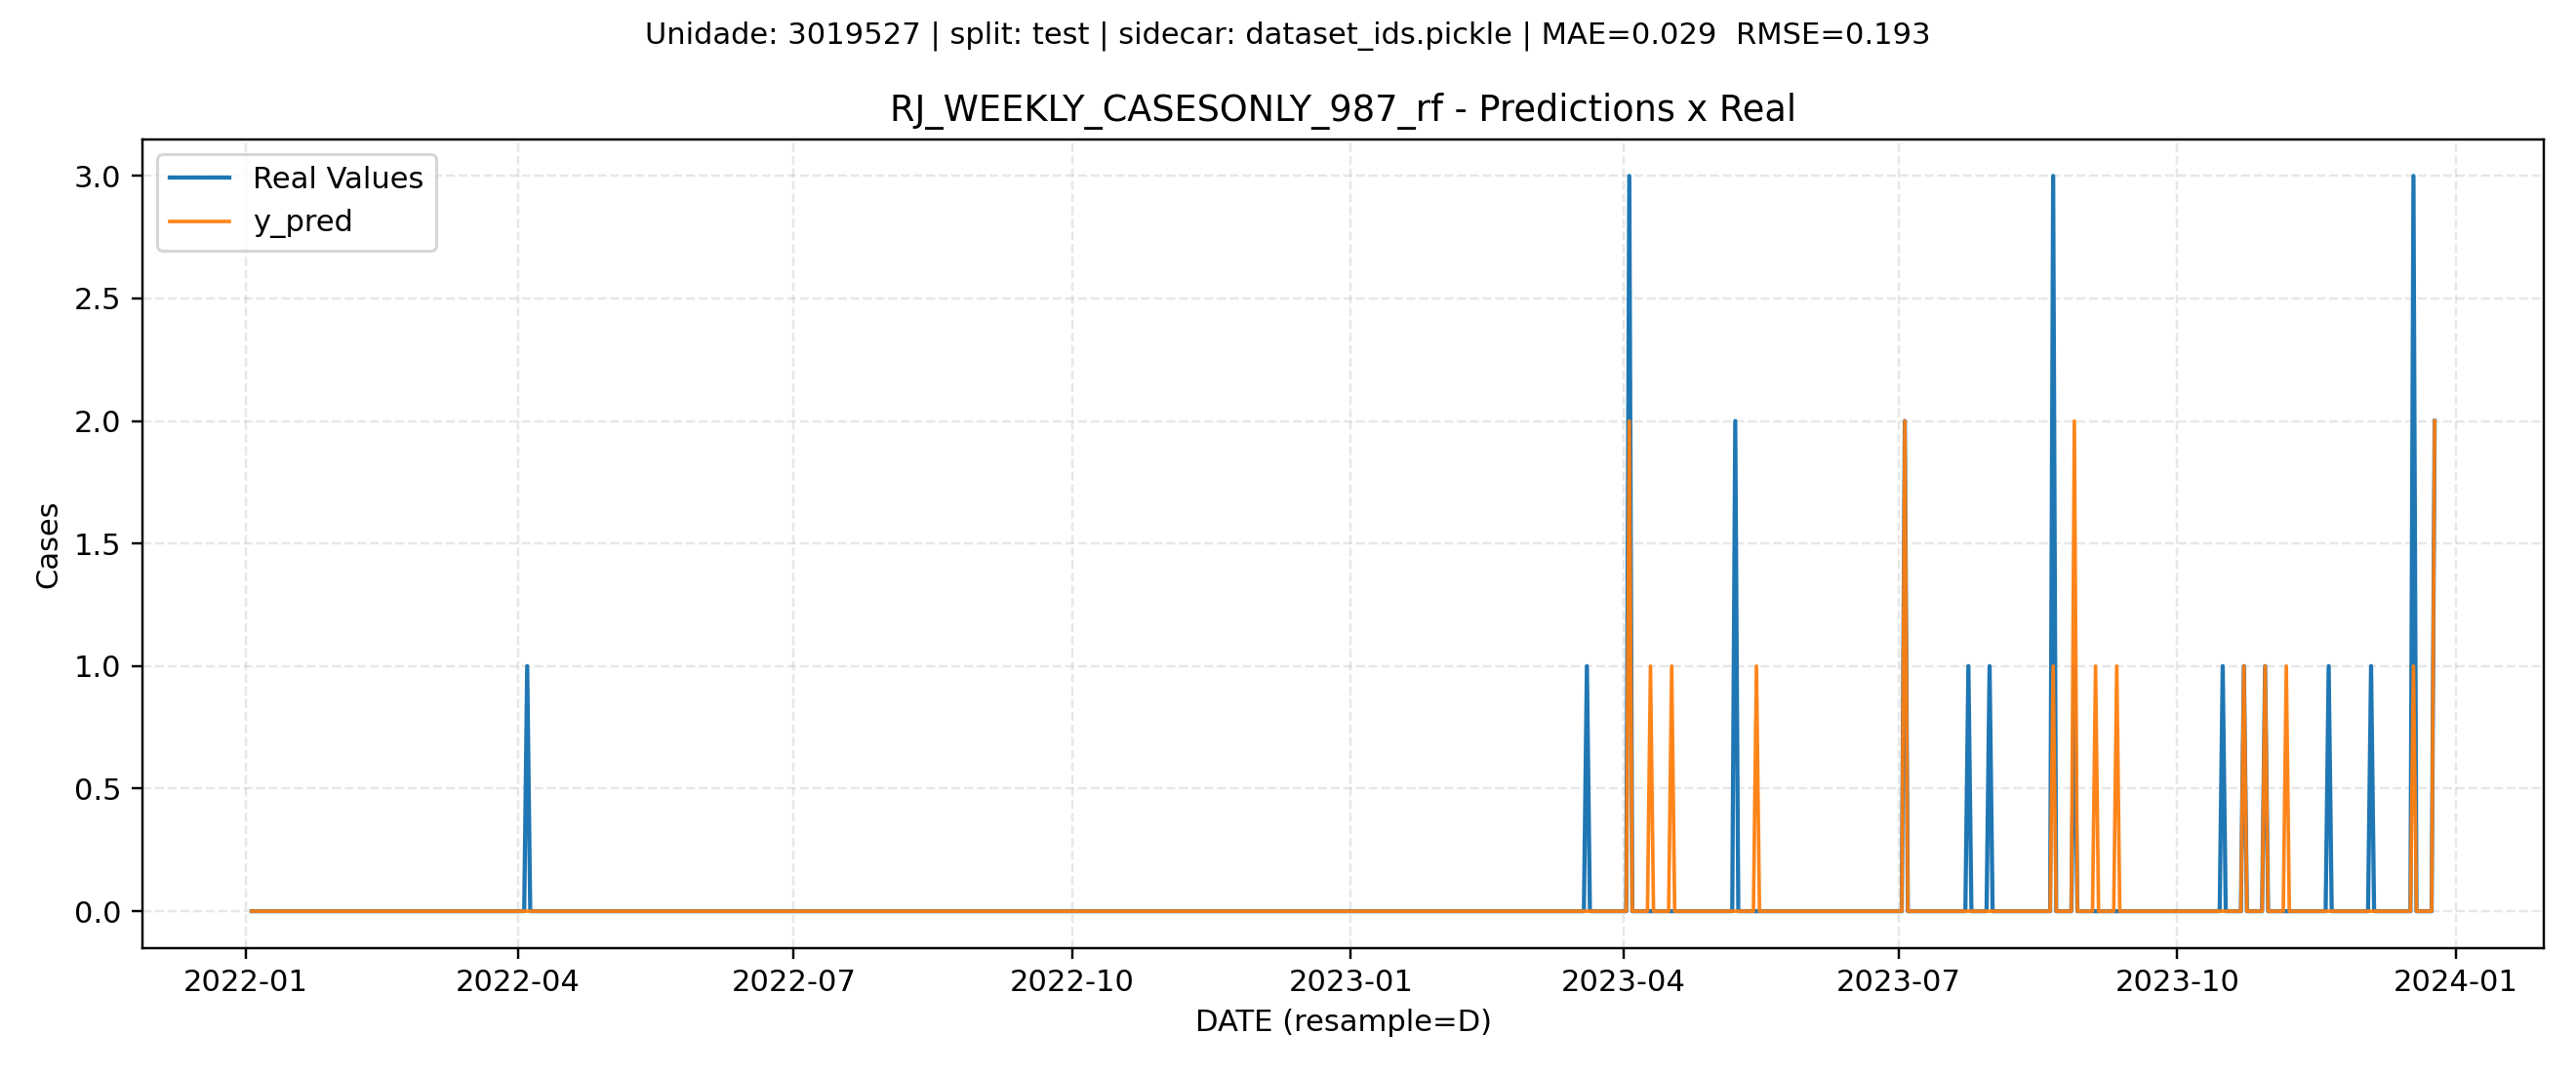 Unidade: 3019527 | split: test | sidecar: dataset_ids.pickle | MAE=0.029  RMSE=0.193
RJ_WEEKLY_CASESONLY_987_rf - Predictions x Real
Real Values
y_pred
3.0
2.5
2.0
1.5
1.0
0.5
0.0
Cases
2022-01
2022-04
2022-07
2022-10
2023-01
2023-04
2023-07
2023-10
2024-01
DATE (resample=D)